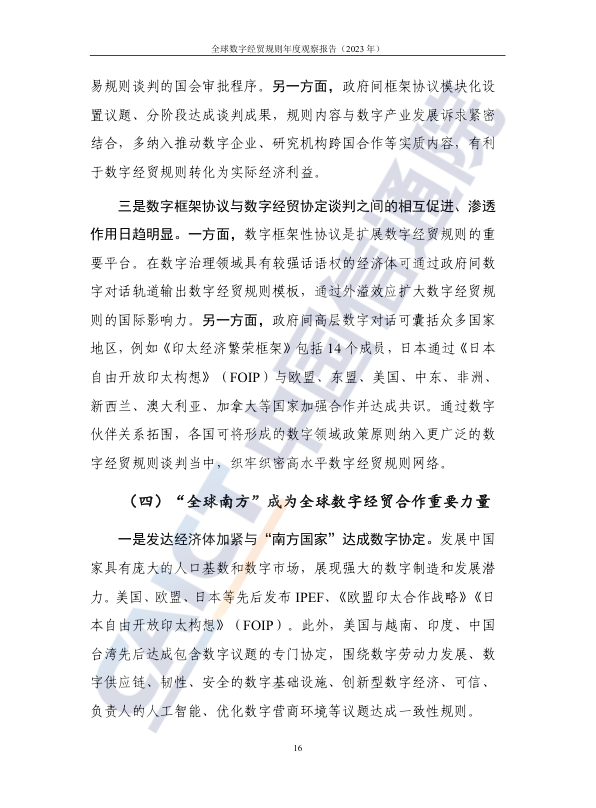 全球数字经贸规则年度观察报告（2023 年）
易规则谈判的国会审批程序。另一方面，政府间框架协议模块化设
置议题、分阶段达成谈判成果，规则内容与数字产业发展诉求紧密
结合，多纳入推动数字企业、研究机构跨国合作等实质内容，有利
于数字经贸规则转化为实际经济利益。
三是数字框架协议与数字经贸协定谈判之间的相互促进、渗透
作用日趋明显。一方面，数字框架性协议是扩展数字经贸规则的重
要平台。在数字治理领域具有较强话语权的经济体可通过政府间数
字对话轨道输出数字经贸规则模板，通过外溢效应扩大数字经贸规
则的国际影响力。另一方面，政府间高层数字对话可囊括众多国家
地区，例如《印太经济繁荣框架》包括 14 个成员，日本通过《日本
自由开放印太构想》（FOIP）与欧盟、东盟、美国、中东、非洲、
新西兰、澳大利亚、加拿大等国家加强合作并达成共识。通过数字
伙伴关系拓围，各国可将形成的数字领域政策原则纳入更广泛的数
字经贸规则谈判当中，织牢织密高水平数字经贸规则网络。
（四）“全球南方”成为全球数字经贸合作重要力量
一是发达经济体加紧与“南方国家”达成数字协定。发展中国
家具有庞大的人口基数和数字市场，展现强大的数字制造和发展潜
力。美国、欧盟、日本等先后发布 IPEF、《欧盟印太合作战略》《日
本自由开放印太构想》（FOIP）。此外，美国与越南、印度、中国
台湾先后达成包含数字议题的专门协定，围绕数字劳动力发展、数
字供应链、韧性、安全的数字基础设施、创新型数字经济、可信、
负责人的人工智能、优化数字营商环境等议题达成一致性规则。
16
CAICT 中国信通院